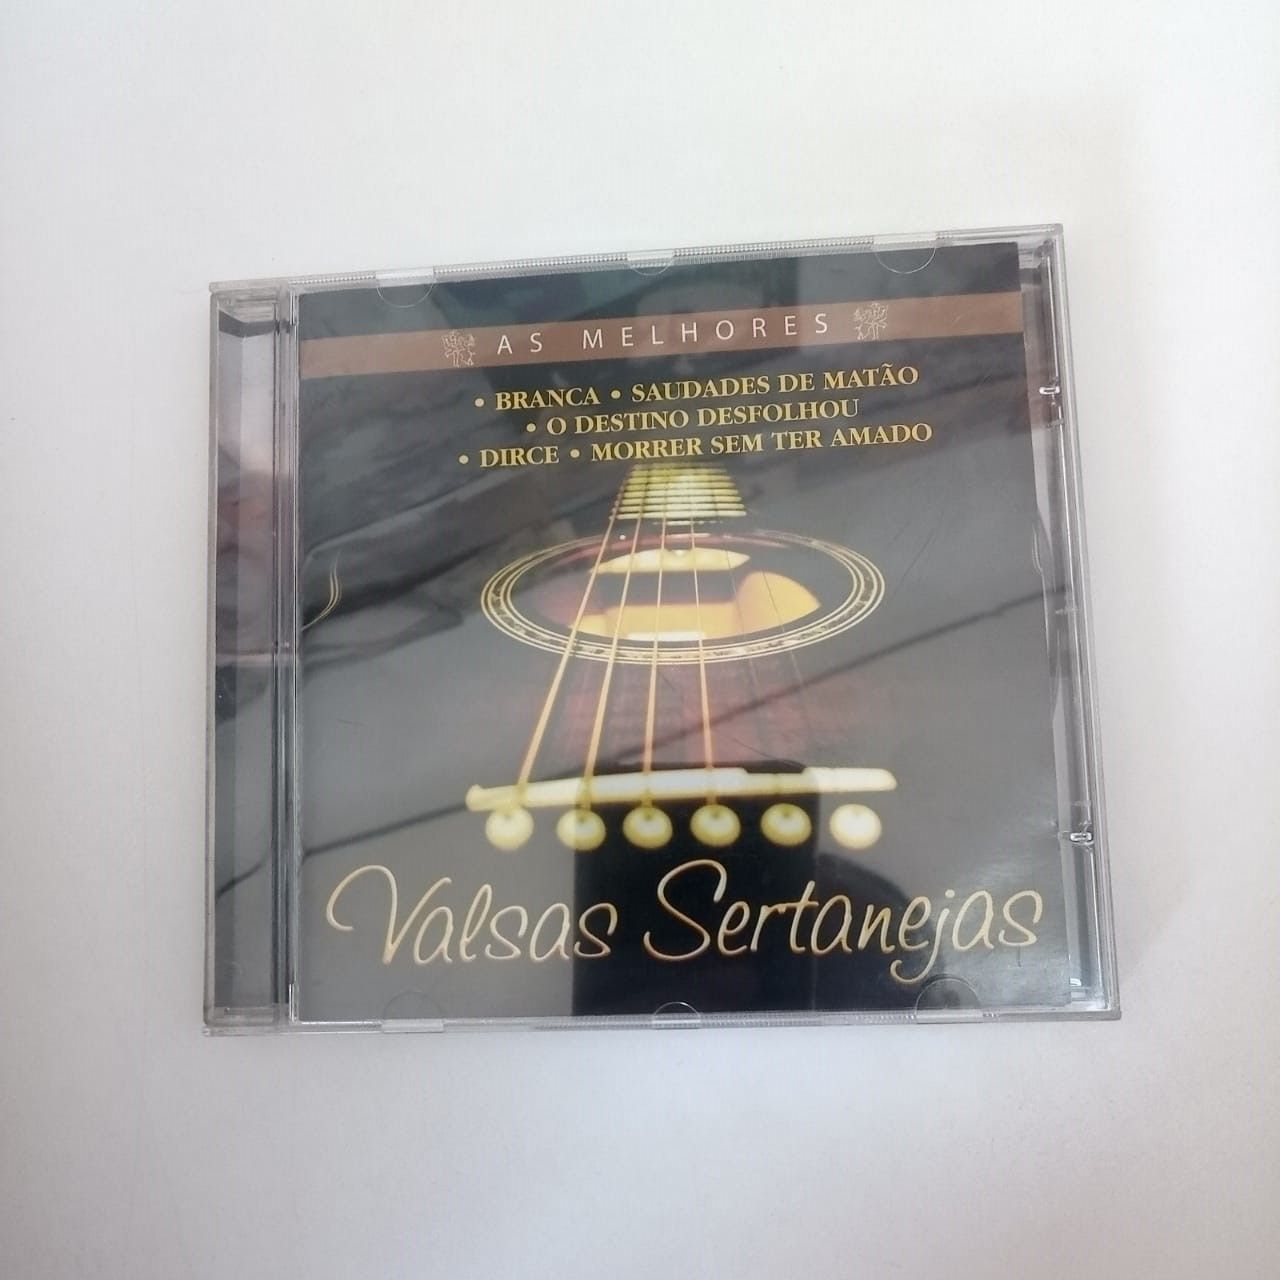 AS MELHORES
• BRANCA • SAUDADES DE MATÃO
• O DESTINO DESFOLHOU
• DIRCE • MORRER SEM TER AMADO
Valsas Sertanejas